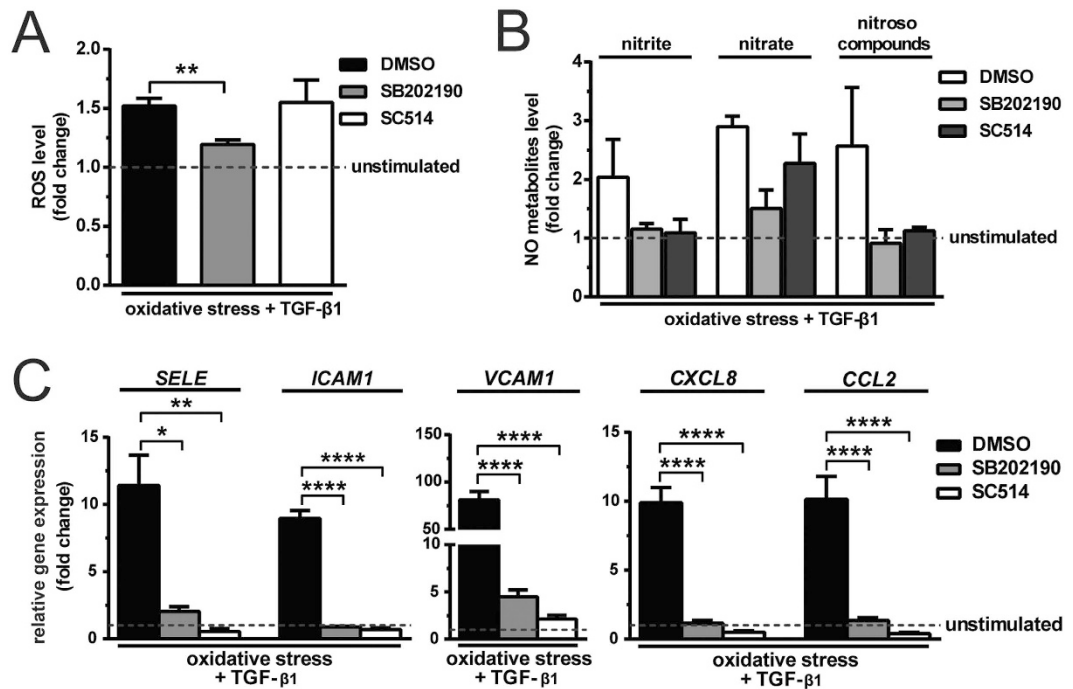 A
ROS level
(fold change)
2.0
1.5
1.0
0.5
0.0
**
DMSO
SB202190
SC514
unstimulated
oxidative stress + TGF-β1
B
NO metabolites level
(fold change)
4
3
2
1
0
nitrite
nitrate
nitroso
compounds
DMSO
SB202190
SC514
unstimulated
oxidative stress + TGF-β1
C
relative gene expression
(fold change)
SELE
ICAM1
15
10
5
0
**
*
****
****
oxidative stress
+ TGF-β1
VCAM1
150
100
50
10
5
0
****
****
oxidative stress
+ TGF-β1
CXCL8
CCL2
15
10
5
0
****
****
****
****
DMSO
SB202190
SC514
unstimulated
oxidative stress
+ TGF-β1